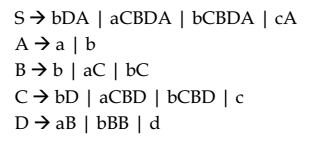 S → bDA | aCBDA | bCBDA | cA
A → a | b
B → b | aC | bC
C → bD | aCBD | bCBD | c
D → aB | bBB | d